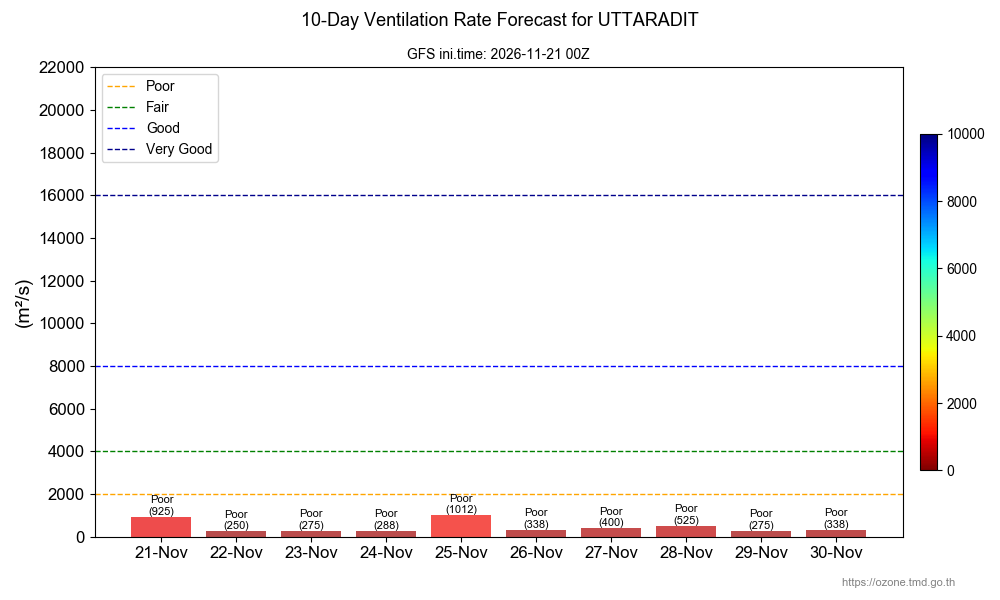 10-Day Ventilation Rate Forecast for UTTARADIT
GFS ini.time: 2026-11-21 00Z
(m²/s)
22000
20000
18000
16000
14000
12000
10000
8000
6000
4000
2000
0
Poor
Fair
Good
Very Good
Poor
(925)
Poor
(250)
Poor
(275)
Poor
(288)
Poor
(1012)
Poor
(338)
Poor
(400)
Poor
(525)
Poor
(275)
Poor
(338)
21-Nov 22-Nov 23-Nov 24-Nov 25-Nov 26-Nov 27-Nov 28-Nov 29-Nov 30-Nov
10000
8000
6000
4000
2000
0
https://ozone.tmd.go.th